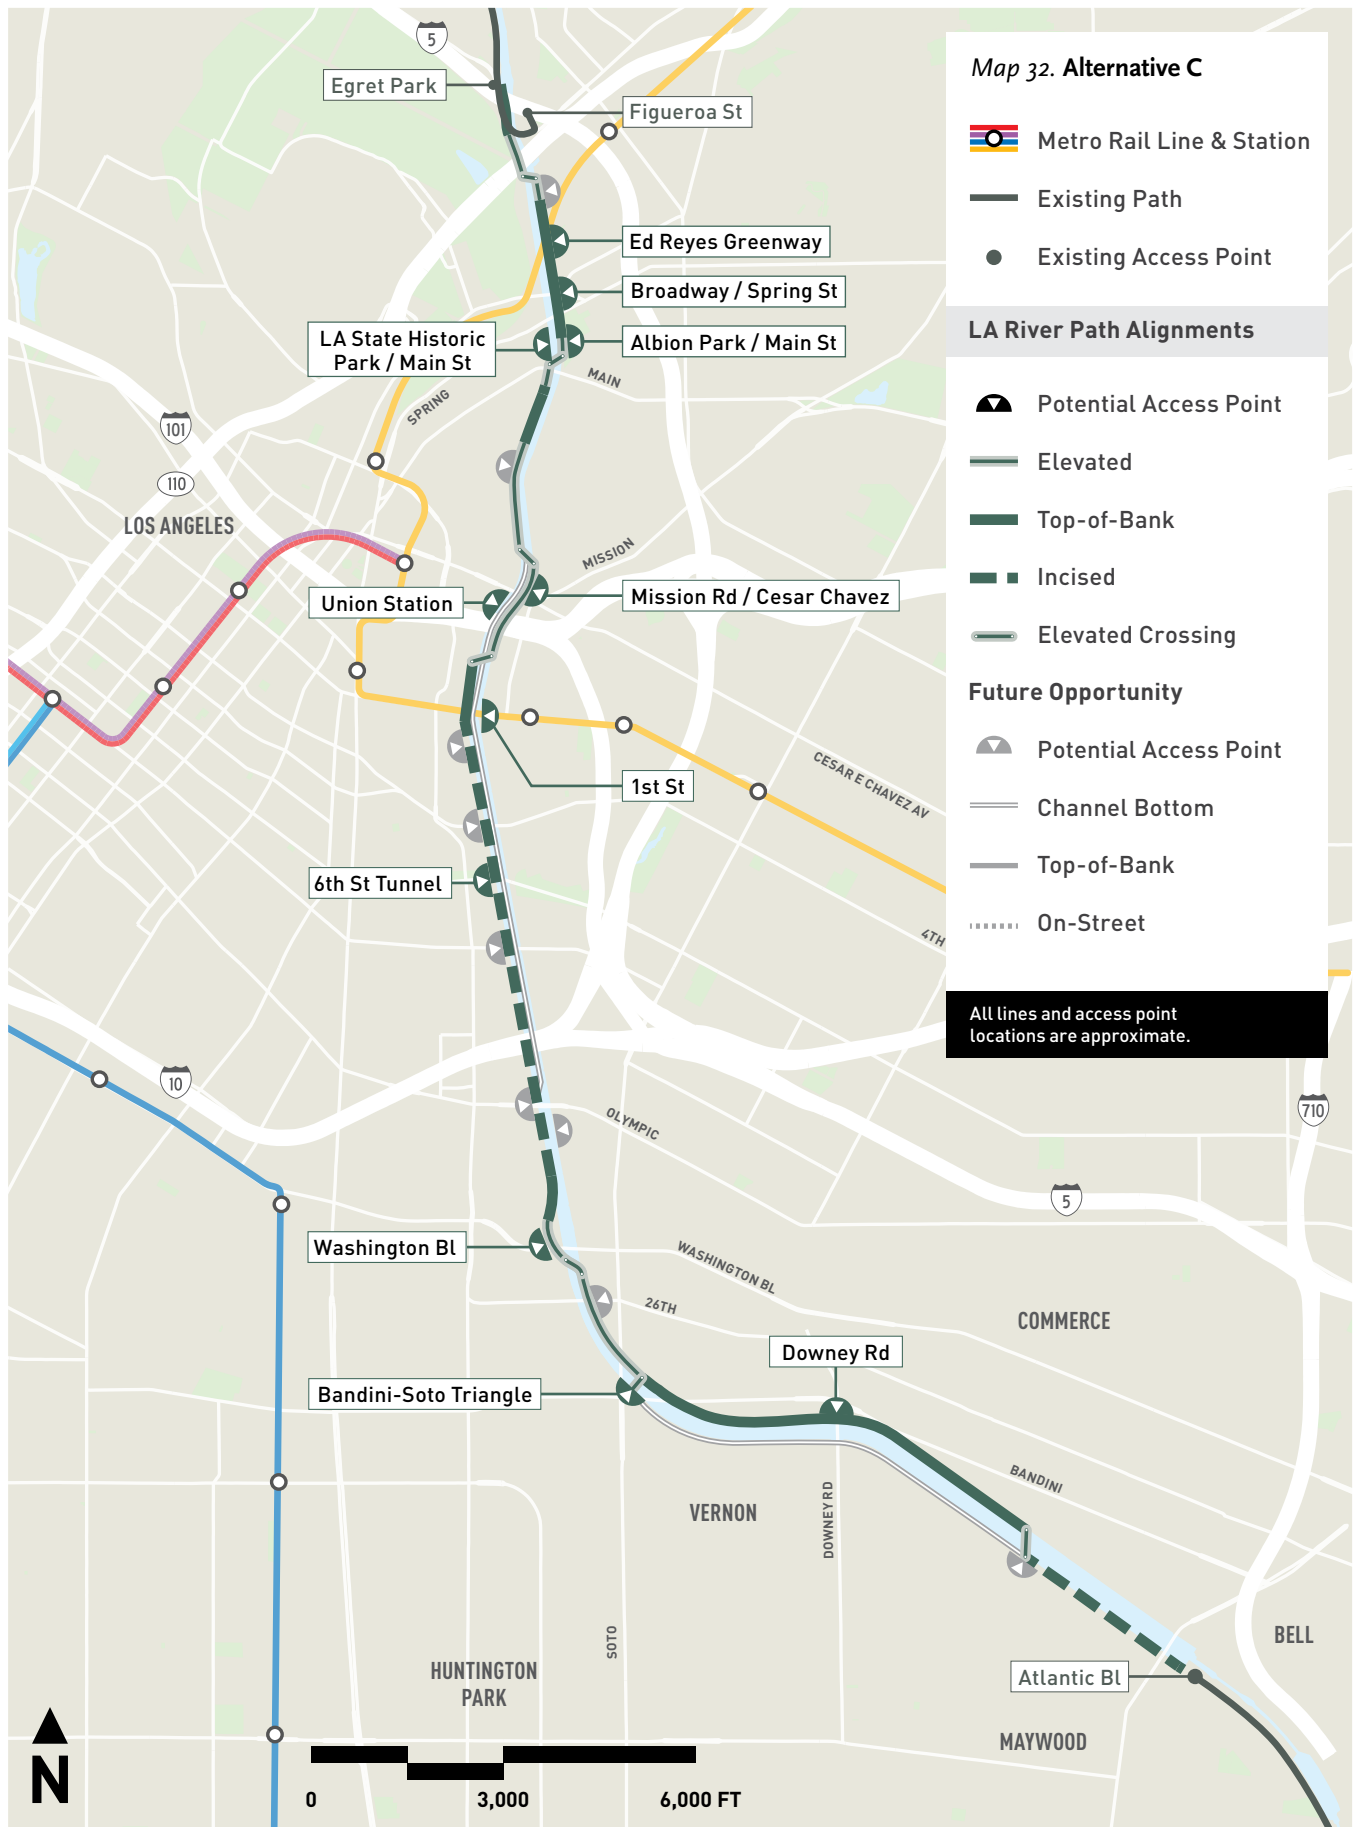 5
Egret Park
Figueroa St
Ed Reyes Greenway
Broadway / Spring St
LA State Historic
Park / Main St
Albion Park / Main St
MAIN
SPRING
101
110
LOS ANGELES
MISSION
Union Station
Mission Rd / Cesar Chavez
1st St
CESAR E CHAVEZ AV
6th St Tunnel
4TH
10
OLYMPIC
710
5
Washington Bl
WASHINGTON BL
26TH
COMMERCE
Downey Rd
Bandini-Soto Triangle
BANDINI
VERNON
DOWNEY RD
SOTO
BELL
HUNTINGTON
PARK
Atlantic Bl
MAYWOOD
N
0
3,000
6,000 FT
Map 32. Alternative C
Metro Rail Line & Station
Existing Path
Existing Access Point
LA River Path Alignments
Potential Access Point
Elevated
Top-of-Bank
Incised
Elevated Crossing
Future Opportunity
Potential Access Point
Channel Bottom
Top-of-Bank
On-Street
All lines and access point
locations are approximate.